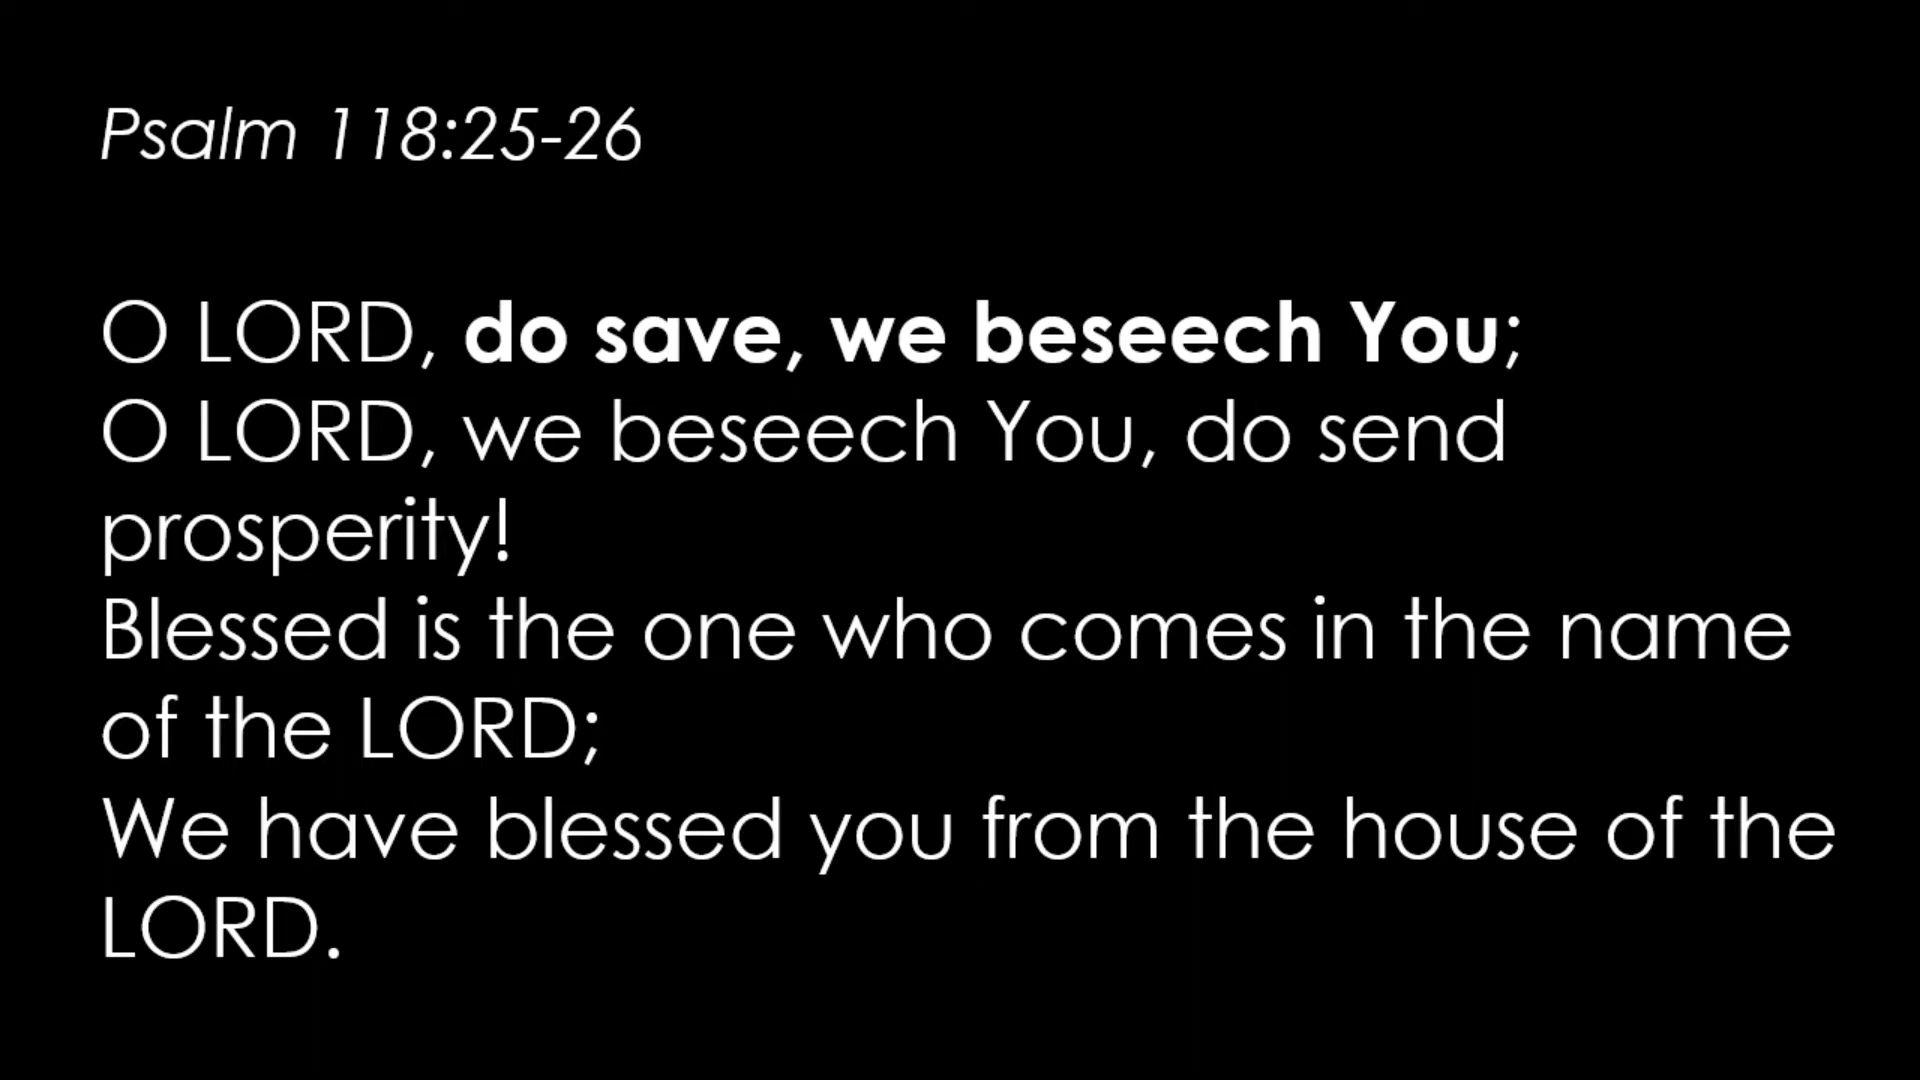 Psalm 118:25-26
O LORD, do save, we beseech You;
O LORD, we beseech You, do send
prosperity!
Blessed is the one who comes in the name
of the LORD;
We have blessed you from the house of the
LORD.